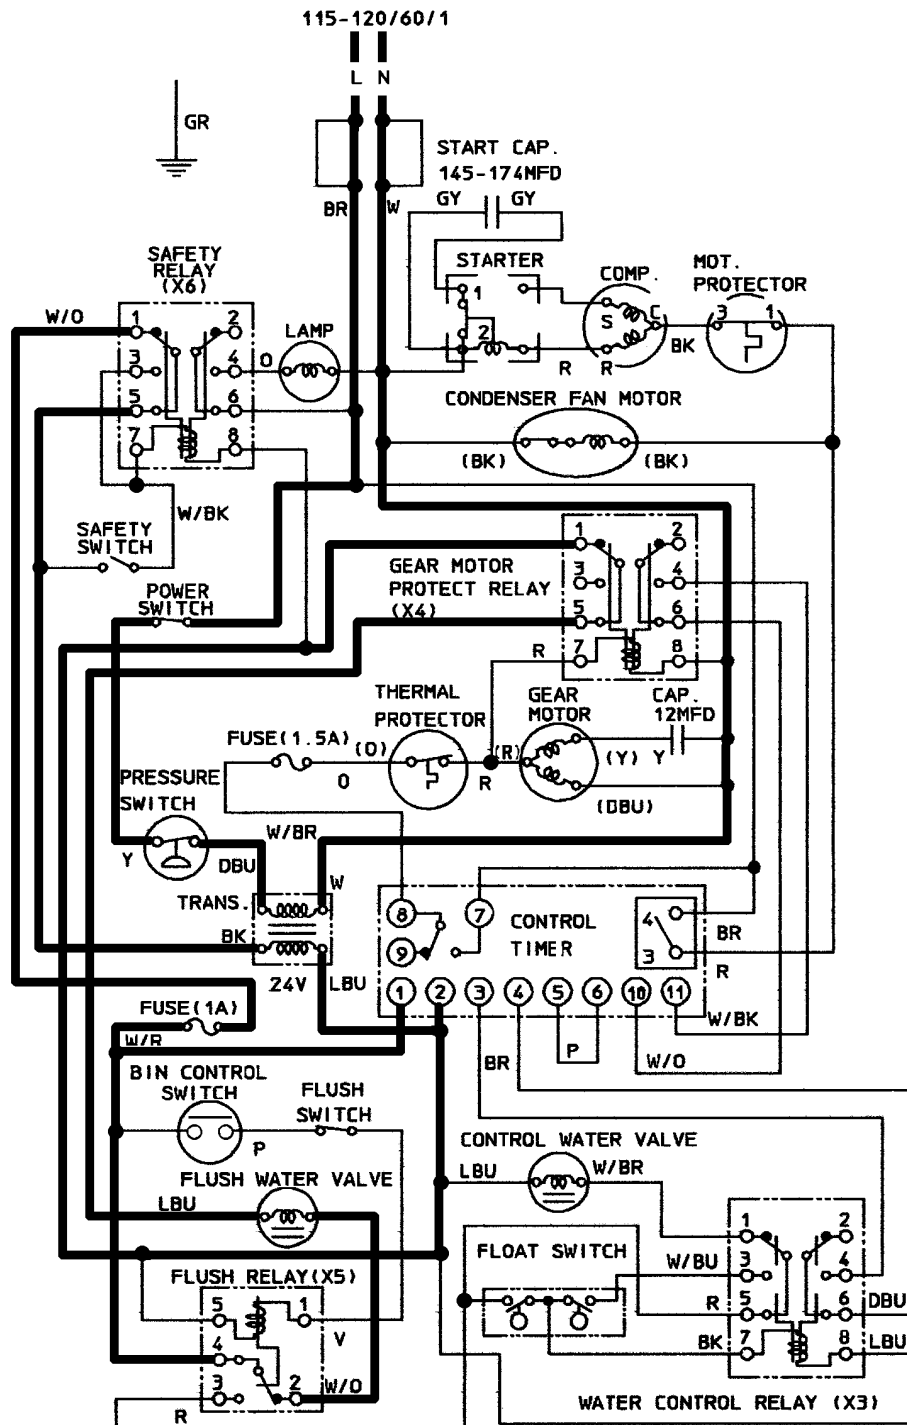 115-120/60/1
L N
GR
START CAP.
145-174MFD
GY GY
BR W
SAFETY
RELAY
(X6)
STARTER
COMP.
MOT.
PROTECTOR
W/O
1 2
LAMP
1
S C
3 1
3 4
O
2
R R
BK
5 6
CONDENSER FAN MOTOR
7 8
(BK) (BK)
W/BK
SAFETY
SWITCH
1 2
GEAR MOTOR
PROTECT RELAY
(X4)
3 4
POWER
SWITCH
5 6
R
7 8
THERMAL
PROTECTOR
GEAR
MOTOR
CAP.
12MFD
FUSE(1.5A)
(O)
O
R
(R)
(Y) Y
(DBU)
PRESSURE
SWITCH
W/BR
Y
DBU
W
TRANS.
8 7
CONTROL
TIMER
4
BR
BK
9
3
R
24V
LBU
1 2 3 4 5 6 10 11
FUSE(1A)
W/BK
W/R
BR
P
W/O
BIN CONTROL
SWITCH
FLUSH
SWITCH
P
CONTROL WATER VALVE
LBU
W/BR
FLUSH WATER VALVE
LBU
1 2
FLOAT SWITCH
W/BU
3 4
FLUSH RELAY(X5)
5 1
R
5 6
DBU
V
4
BK
7 8
LBU
3 2
W/O
R
WATER CONTROL RELAY (X3)